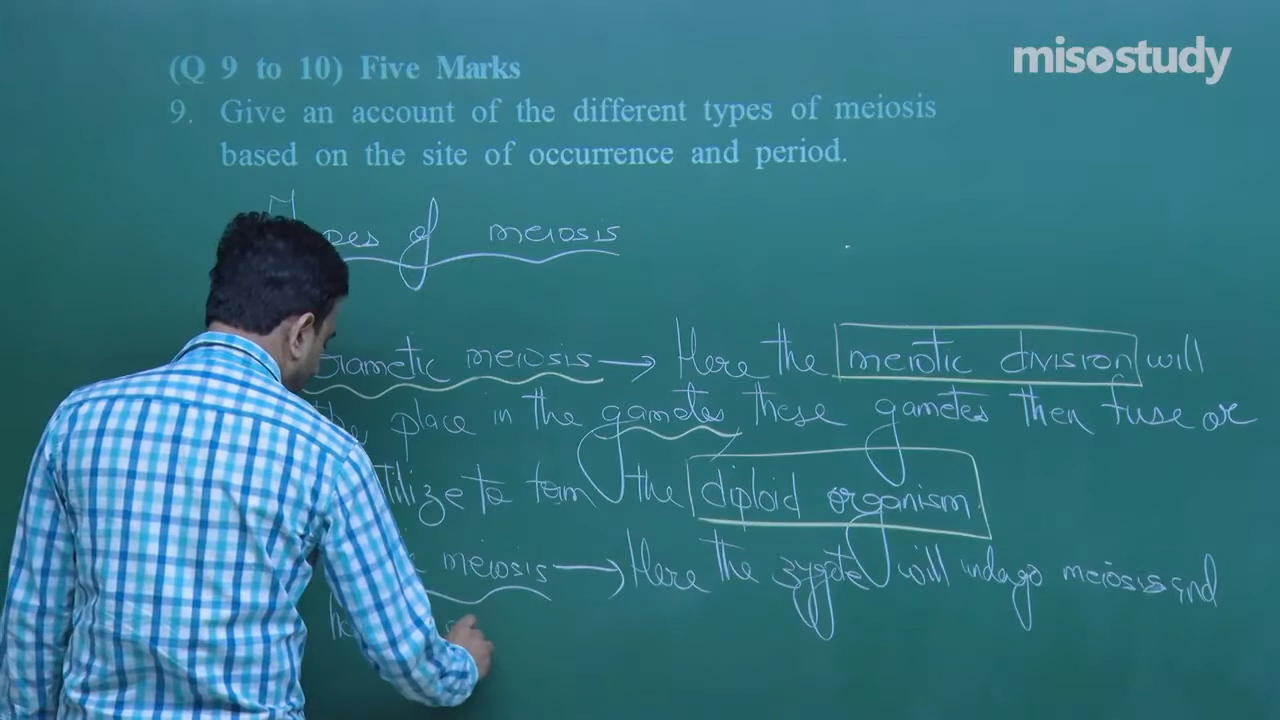 misostudy
(Q 9 to 10) Five Marks
9. Give an account of the different types of meiosis
based on the site of occurrence and period.
of meiosis
Gametic meiosis → Here the meiotic division will
place in the gametes these gametes then fuse or
to form the diploid organism
meiosis → Here the zygote will undergo meiosis and